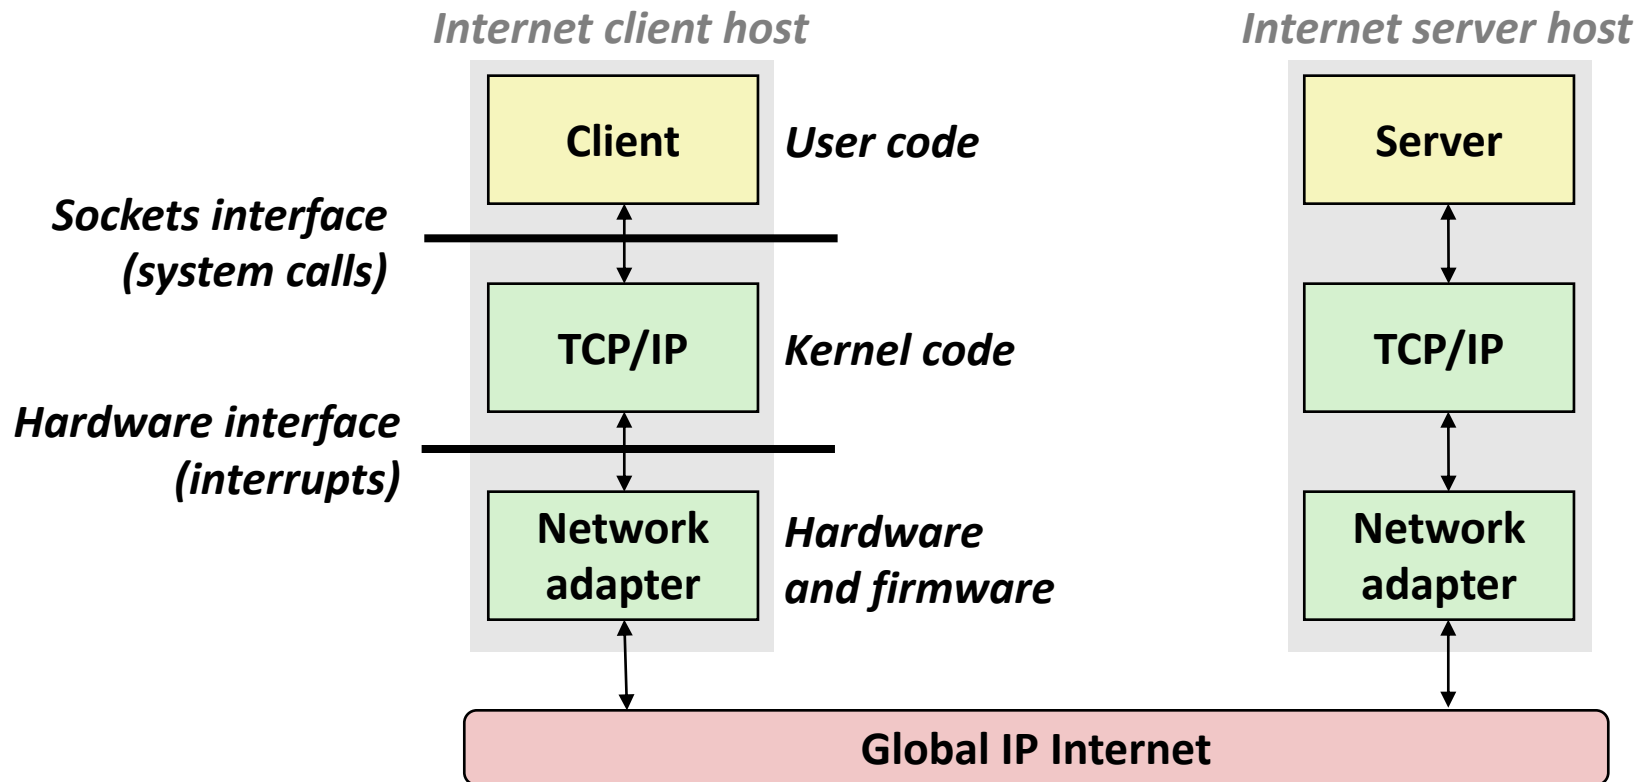 Internet client host
Internet server host
Client
User code
Server
Sockets interface
(system calls)
TCP/IP
Kernel code
TCP/IP
Hardware interface
(interrupts)
Network
adapter
Hardware
and firmware
Network
adapter
Global IP Internet